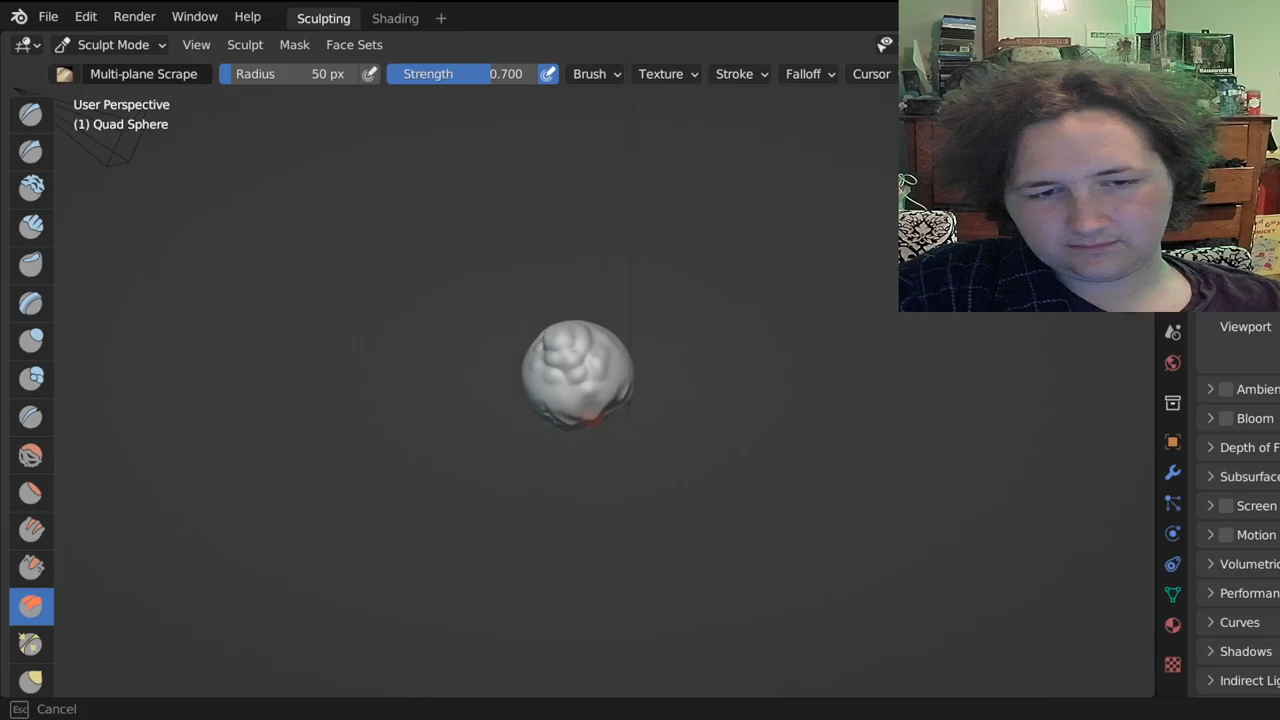 File Edit Render Window Help Sculpting Shading +
Sculpt Mode View Sculpt Mask Face Sets
Multi-plane Scrape Radius 50 px Strength 0.700 Brush Texture Stroke Falloff Cursor
User Perspective
(1) Quad Sphere
Viewport
Ambien
Bloom
Depth of F
Subsurface
Screen
Motion
Volumetric
Performan
Curves
Shadows
Indirect Lig
Esc Cancel